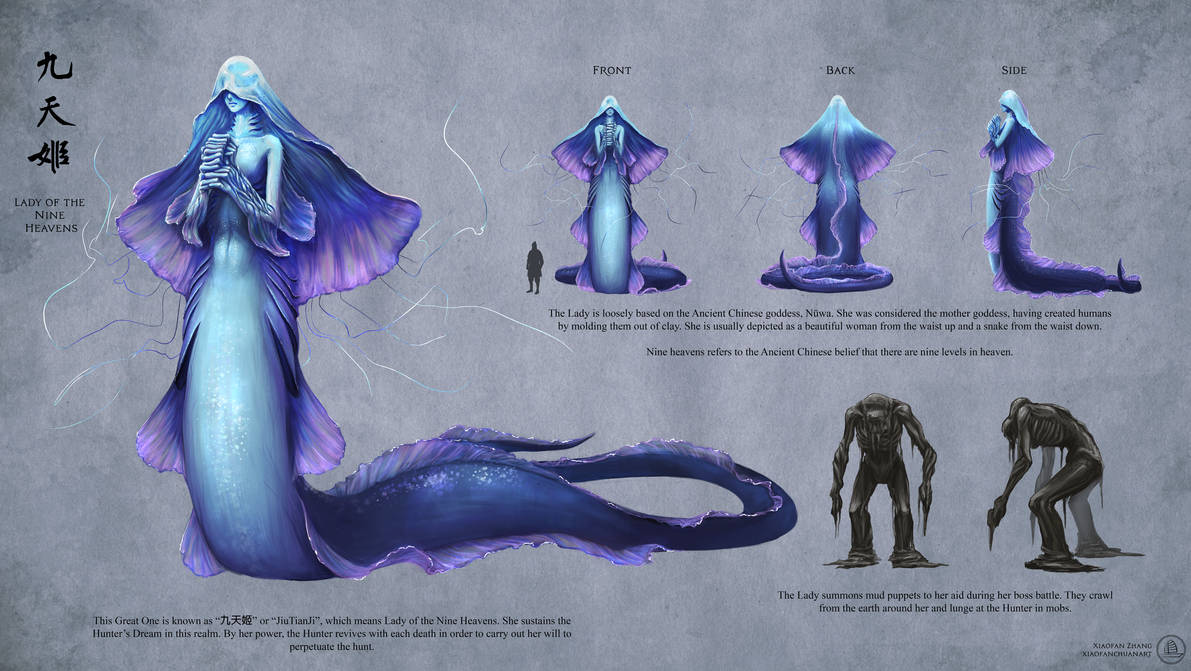 九
天
姬
Lady of the
Nine
Heavens
Front
Back
Side
The Lady is loosely based on the Ancient Chinese goddess, Nüwa. She was considered the mother goddess, having created humans
by molding them out of clay. She is usually depicted as a beautiful woman from the waist up and a snake from the waist down.
Nine heavens refers to the Ancient Chinese belief that there are nine levels in heaven.
The Lady summons mud puppets to her aid during her boss battle. They crawl
from the earth around her and lunge at the Hunter in mobs.
This Great One is known as “九天姬” or “JiuTianJi”, which means Lady of the Nine Heavens. She sustains the
Hunter’s Dream in this realm. By her power, the Hunter revives with each death in order to carry out her will to
perpetuate the hunt.
Xiaofan Zhang
xiaofanchuanart